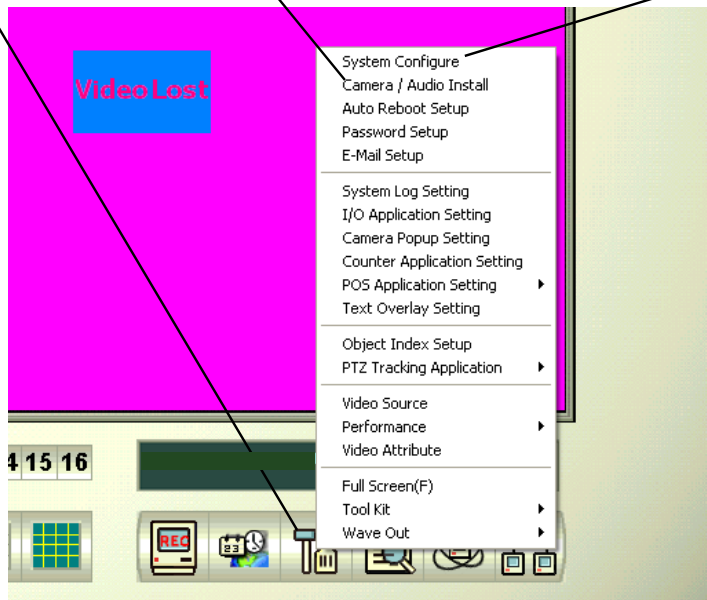 Video Lost
System Configure
Camera / Audio Install
Auto Reboot Setup
Password Setup
E-Mail Setup
System Log Setting
I/O Application Setting
Camera Popup Setting
Counter Application Setting
POS Application Setting
Text Overlay Setting
Object Index Setup
PTZ Tracking Application
Video Source
Performance
Video Attribute
Full Screen(F)
Tool Kit
Wave Out
4 15 16
REC
23